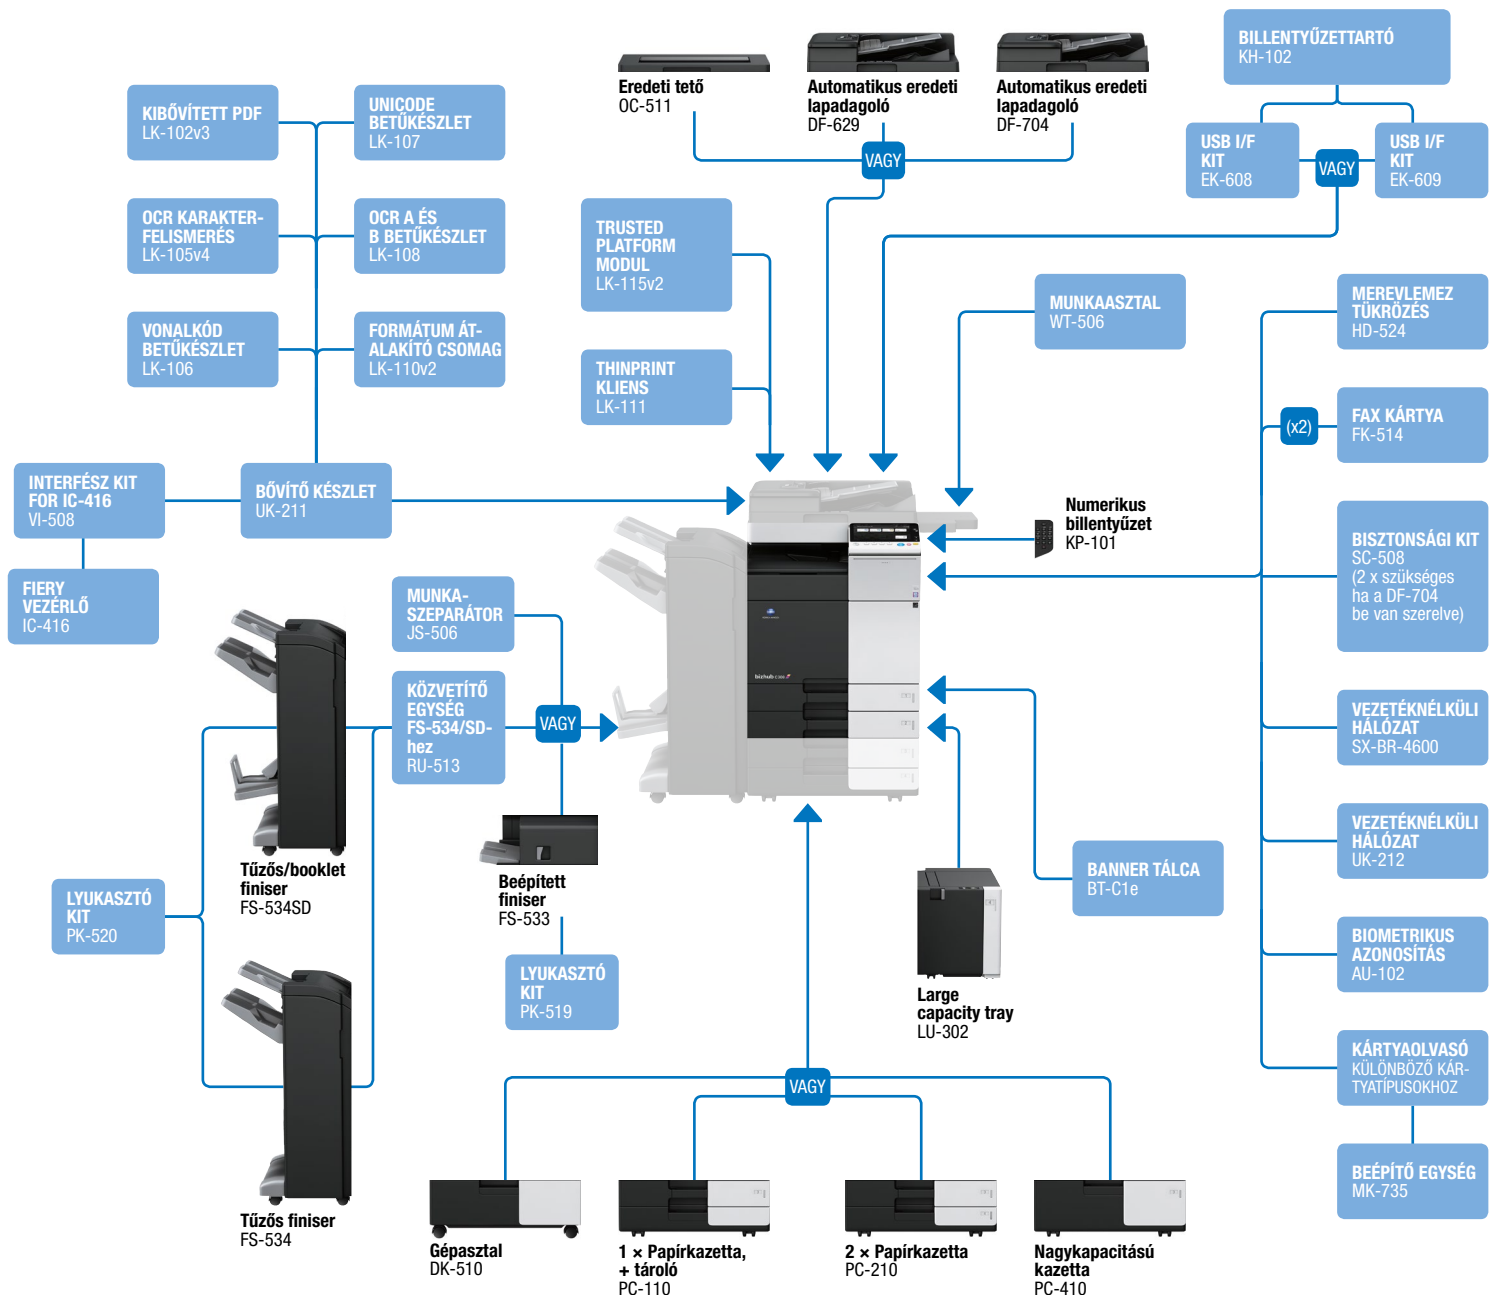 Eredeti tető
OC-511
Automatikus eredeti
lapadagoló
DF-629
Automatikus eredeti
lapadagoló
DF-704
BILLENTYŰZETTARTÓ
KH-102
KIBŐVÍTETT PDF
LK-102v3
UNICODE
BETŰKÉSZLET
LK-107
VAGY
USB I/F
KIT
EK-608
VAGY
USB I/F
KIT
EK-609
OCR KARAKTER-
FELISMERÉS
LK-105v4
OCR A ÉS
B BETŰKÉSZLET
LK-108
TRUSTED
PLATFORM
MODUL
LK-115v2
MUNKAASZTAL
WT-506
MEREVLEMEZ
TÜKRÖZÉS
HD-524
VONALKÓD
BETŰKÉSZLET
LK-106
FORMÁTUM ÁT-
ALAKÍTÓ CSOMAG
LK-110v2
THINPRINT
KLIENS
LK-111
(x2)
FAX KÁRTYA
FK-514
INTERFÉSZ KIT
FOR IC-416
VI-508
BŐVÍTŐ KÉSZLET
UK-211
Numerikus
billentyűzet
KP-101
BISZTONSÁGI KIT
SC-508
(2 x szükséges
ha a DF-704
be van szerelve)
FIERY
VEZÉRLŐ
IC-416
MUNKA-
SZEPARÁTOR
JS-506
KÖZVETÍTŐ
EGYSÉG
FS-534/SD-
hez
RU-513
VAGY
bizhub C368
VEZETÉKNÉLKÜLI
HÁLÓZAT
SX-BR-4600
VEZETÉKNÉLKÜLI
HÁLÓZAT
UK-212
Tűzős/booklet
finiser
FS-534SD
Beépített
finiser
FS-533
BANNER TÁLCA
BT-C1e
LYUKASZTÓ
KIT
PK-520
BIOMETRIKUS
AZONOSÍTÁS
AU-102
LYUKASZTÓ
KIT
PK-519
Large
capacity tray
LU-302
KÁRTYAOLVASÓ
KÜLÖNBÖZŐ KÁR-
TYATÍPUSOKHOZ
VAGY
BEÉPÍTŐ EGYSÉG
MK-735
Tűzős finiser
FS-534
Gépasztal
DK-510
1 × Papírkazetta,
+ tároló
PC-110
2 × Papírkazetta
PC-210
Nagykapacitású
kazetta
PC-410